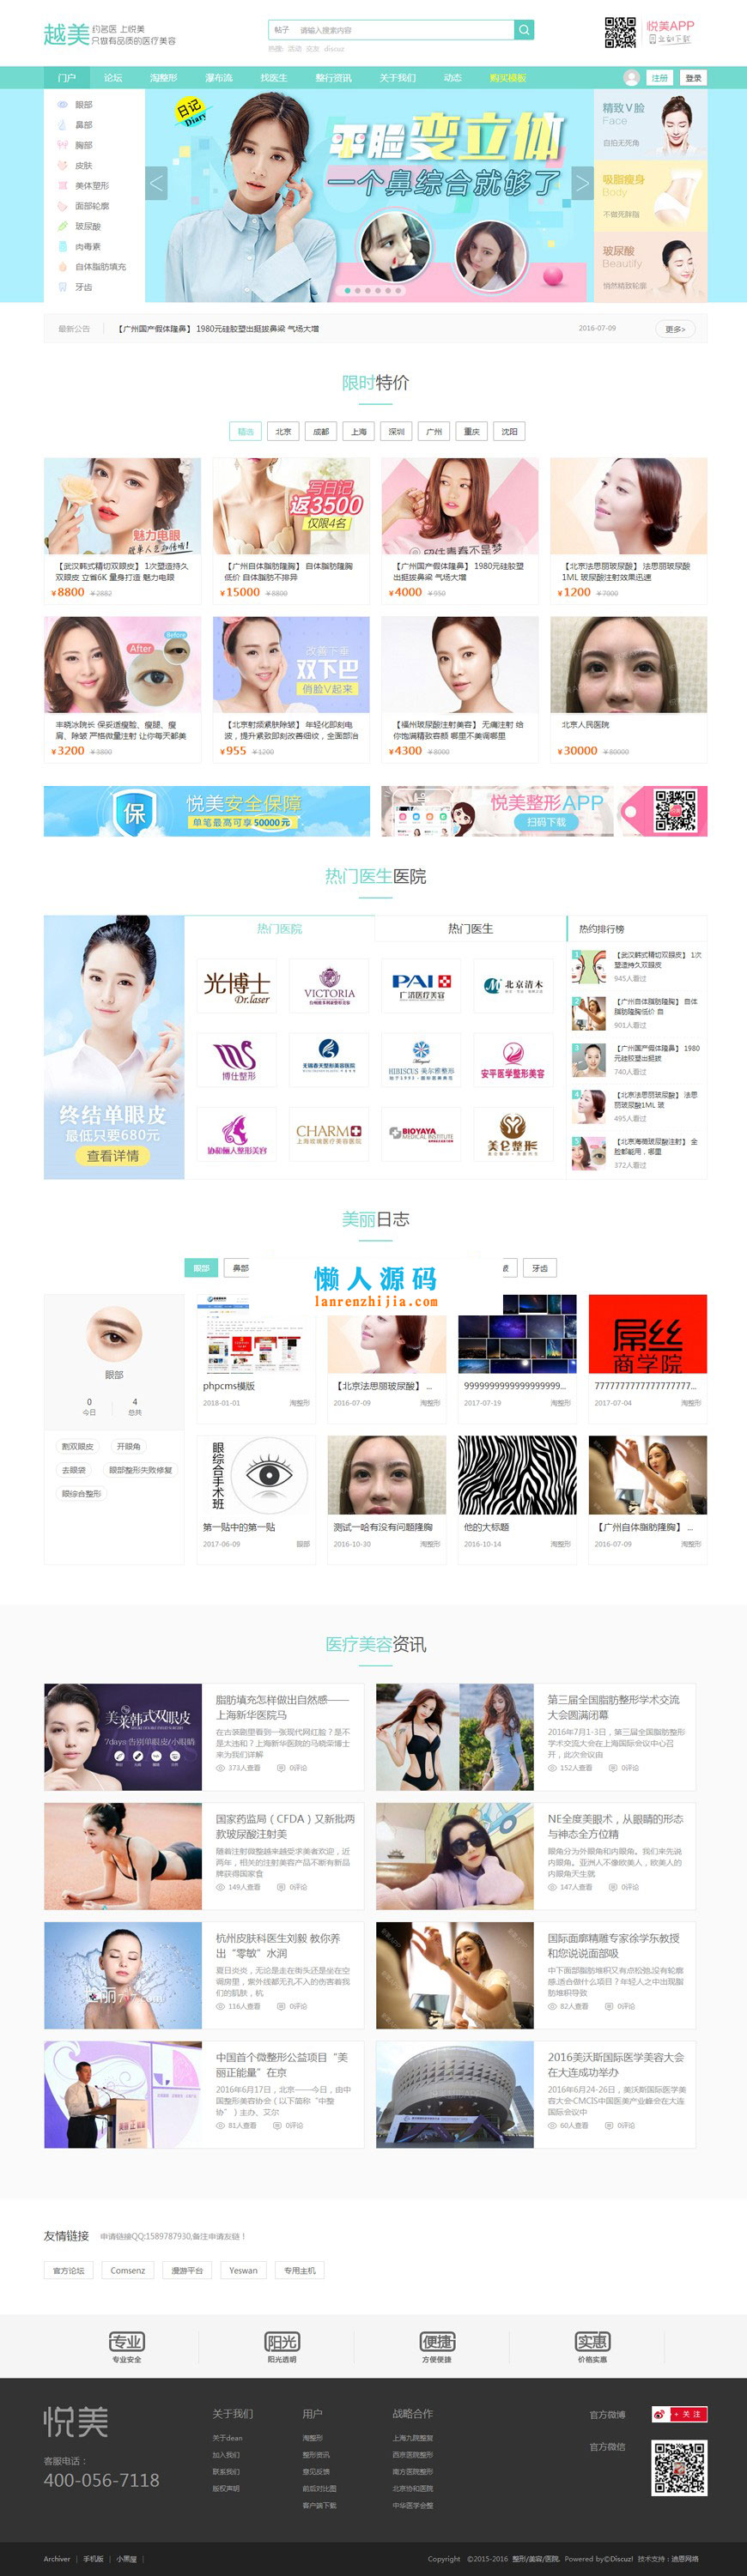 越美 约名医 上悦美
只做有品质的医疗美容
帖子 请输入搜索内容
热搜: 活动 交友 discuz
悦美APP
立即下载
门户 论坛 淘整形 瀑布流 找医生 整行资讯 关于我们 动态 购买模板
注册 登录
眼部
鼻部
胸部
皮肤
美体塑形
面部轮廓
玻尿酸
肉毒素
自体脂肪填充
牙齿
日记
Diary
平脸变立体
一个鼻综合就够了
精致V脸
Face
自拍无死角
吸脂瘦身
Body
不做死胖脂
玻尿酸
Beautify
悄然精致轮廓
最新公告 【广州国产假体隆鼻】 1980元硅胶塑出挺拔鼻梁 气场大增 2016-07-09 更多>
限时特价
精选 北京 成都 上海 深圳 广州 重庆 沈阳
魅力电眼
写日记
返3500
仅限4名
【武汉韩式精切双眼皮】 1次塑造持久
双眼皮 立省6K 量身打造 魅力电眼
¥8800 ¥2882
【广州自体脂肪隆胸】 自体脂肪隆胸
低价 自体脂肪不排异
¥15000 ¥8800
【广州国产假体隆鼻】 1980元硅胶塑
出挺拔鼻梁 气场大增
¥4000 ¥950
【北京法思丽玻尿酸】 法思丽玻尿酸
1ML 玻尿酸注射效果迅速
¥1200 ¥7000
After
Before
改善下垂
双下巴
俏脸V起来
丰晓冰院长 保妥适瘦脸、瘦腿、瘦
肩、除皱 严格微量注射 让你每天都美
¥3200 ¥3800
【北京射频紧肤除皱】 年轻化即刻电
波，提升紧致即刻改善细纹，全面部冶
¥955 ¥1200
【福州玻尿酸注射美容】 无痛注射 给
你饱满精致容颜 哪里不美调哪里
¥4300 ¥8000
北京人民医院
¥30000 ¥80000
保
悦美安全保障
单笔最高可享50000元
悦美整形APP
扫码下载
热门医生医院
热门医院 热门医生 热约排行榜
终结单眼皮
最低只要680元
查看详情
光博士
Dr.laser
VICTORIA
PAI
广济医疗美容
北京清木
博仕整形
HIBISCUS 美尔雅整形
安平医学整形美容
协和丽人整形美容
CHARM
BIOYAYA
MEDICAL INSTITUTE
美仑整形
1
【武汉韩式精切双眼皮】 1次
塑造持久双眼皮
945人看过
2
【广州自体脂肪隆胸】 自体
脂肪隆胸低价 自
901人看过
3
【广州国产假体隆鼻】 1980
元硅胶塑出挺拔
740人看过
4
【北京法思丽玻尿酸】 法思
丽玻尿酸1ML 玻
495人看过
5
【北京海薇玻尿酸注射】 全
脸都能用，哪里
372人看过
美丽日志
眼部 鼻部 牙齿
懒人源码
lanrenzhijia.com
眼部
0 4
今日 总共
割双眼皮 开眼角
去眼袋 眼部整形失败修复
眼综合整形
phpcms模版
2018-01-01 淘整形
【北京法思丽玻尿酸】 ...
2016-07-09 淘整形
9999999999999999999...
2017-07-19 淘整形
屌丝
商学院
7777777777777777777...
2017-07-04 淘整形
眼综合手术班
第一贴中的第一贴
2017-06-09 眼部
测试一哈有没有问题隆胸
2016-10-30 淘整形
他的大标题
2016-10-14 淘整形
【广州自体脂肪隆胸】 ...
2016-07-09 淘整形
医疗美容资讯
美莱韩式双眼皮
7days 告别单眼皮/小眼睛
脂肪填充怎样做出自然感——
上海新华医院马
在古装剧里看到一张现代网红脸？是不
是大违和？上海新华医院的马晓荣博士
来为我们详解
373人查看 0评论
第三届全国脂肪整形学术交流
大会圆满闭幕
2016年7月1-3日，第三届全国脂肪整形
学术交流大会在上海国际会议中心召
开，此次会议由
152人查看 0评论
国家药监局（CFDA）又新批两
款玻尿酸注射美
随着注射微整越来越受求美者欢迎，近
两年，相关的注射美容产品不断有新品
牌获得国家食
149人查看 0评论
NE全度美眼术，从眼睛的形态
与神态全方位精
眼角分为外眼角和内眼角。我们来先说
内眼角。亚洲人不像欧美人，欧美人的
内眼角天生就
147人查看 0评论
杭州皮肤科医生刘毅 教你养
出“零敏”水润
夏日炎炎，无论是走在街头还是坐在空
调房里，紫外线都无孔不入的伤害着我
们的肌肤，杭
116人查看 0评论
国际面廓精雕专家徐学东教授
和您说说面部吸
中下面部脂肪堆积又有点松弛,没有轮廓
感,适合做什么项目？年轻人之中出现脂
肪堆积导致
82人查看 0评论
中国首个微整形公益项目“美
丽正能量”在京
2016年6月17日，北京——今日，由中
国整形美容协会（以下简称“中整
协”）主办、艾尔
81人查看 0评论
2016美沃斯国际医学美容大会
在大连成功举办
2016年6月24-26日，美沃斯国际医学美
容大会-CMCIS中国医美产业峰会在大连
国际会议中
60人查看 0评论
友情链接 申请链接QQ:1589787930,备注申请友链！
官方论坛 Comsenz 漫游平台 Yeswan 专用主机
专业 阳光 便捷 实惠
专业安全 阳光透明 方便便捷 价格实惠
悦美
客服电话：
400-056-7118
关于我们
关于dean
加入我们
联系我们
版权声明
用户
淘整形
整形资讯
意见反馈
前后对比图
客户端下载
战略合作
上海九院整复
西京医院整形
南方医院整形
北京协和医院
中华医学会整
官方微博 + 关 注
官方微信
Archiver | 手机版 | 小黑屋 |
Copyright ©2015-2016 整形/美容/医院. Powered by©Discuz! 技术支持：迪恩网络